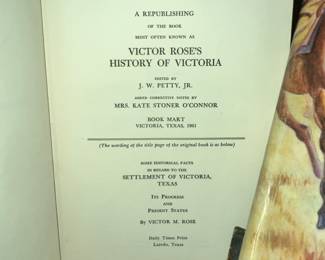 A REPUBLISHING
OF THE BOOK
MOST OFTEN KNOWN AS
VICTOR ROSE'S
HISTORY OF VICTORIA
EDITED BY
J. W. PETTY, JR.
ADDED CORRECTIVE NOTES BY
MRS. KATE STONER O'CONNOR
BOOK MART
VICTORIA, TEXAS, 1961
(The wording of the title page of the original book is as below)
SOME HISTORICAL FACTS
IN REGARD TO THE
SETTLEMENT OF VICTORIA,
TEXAS
ITS PROGRESS
AND
PRESENT STATUS
By VICTOR M. ROSE
Daily Times Print
Laredo, Texas